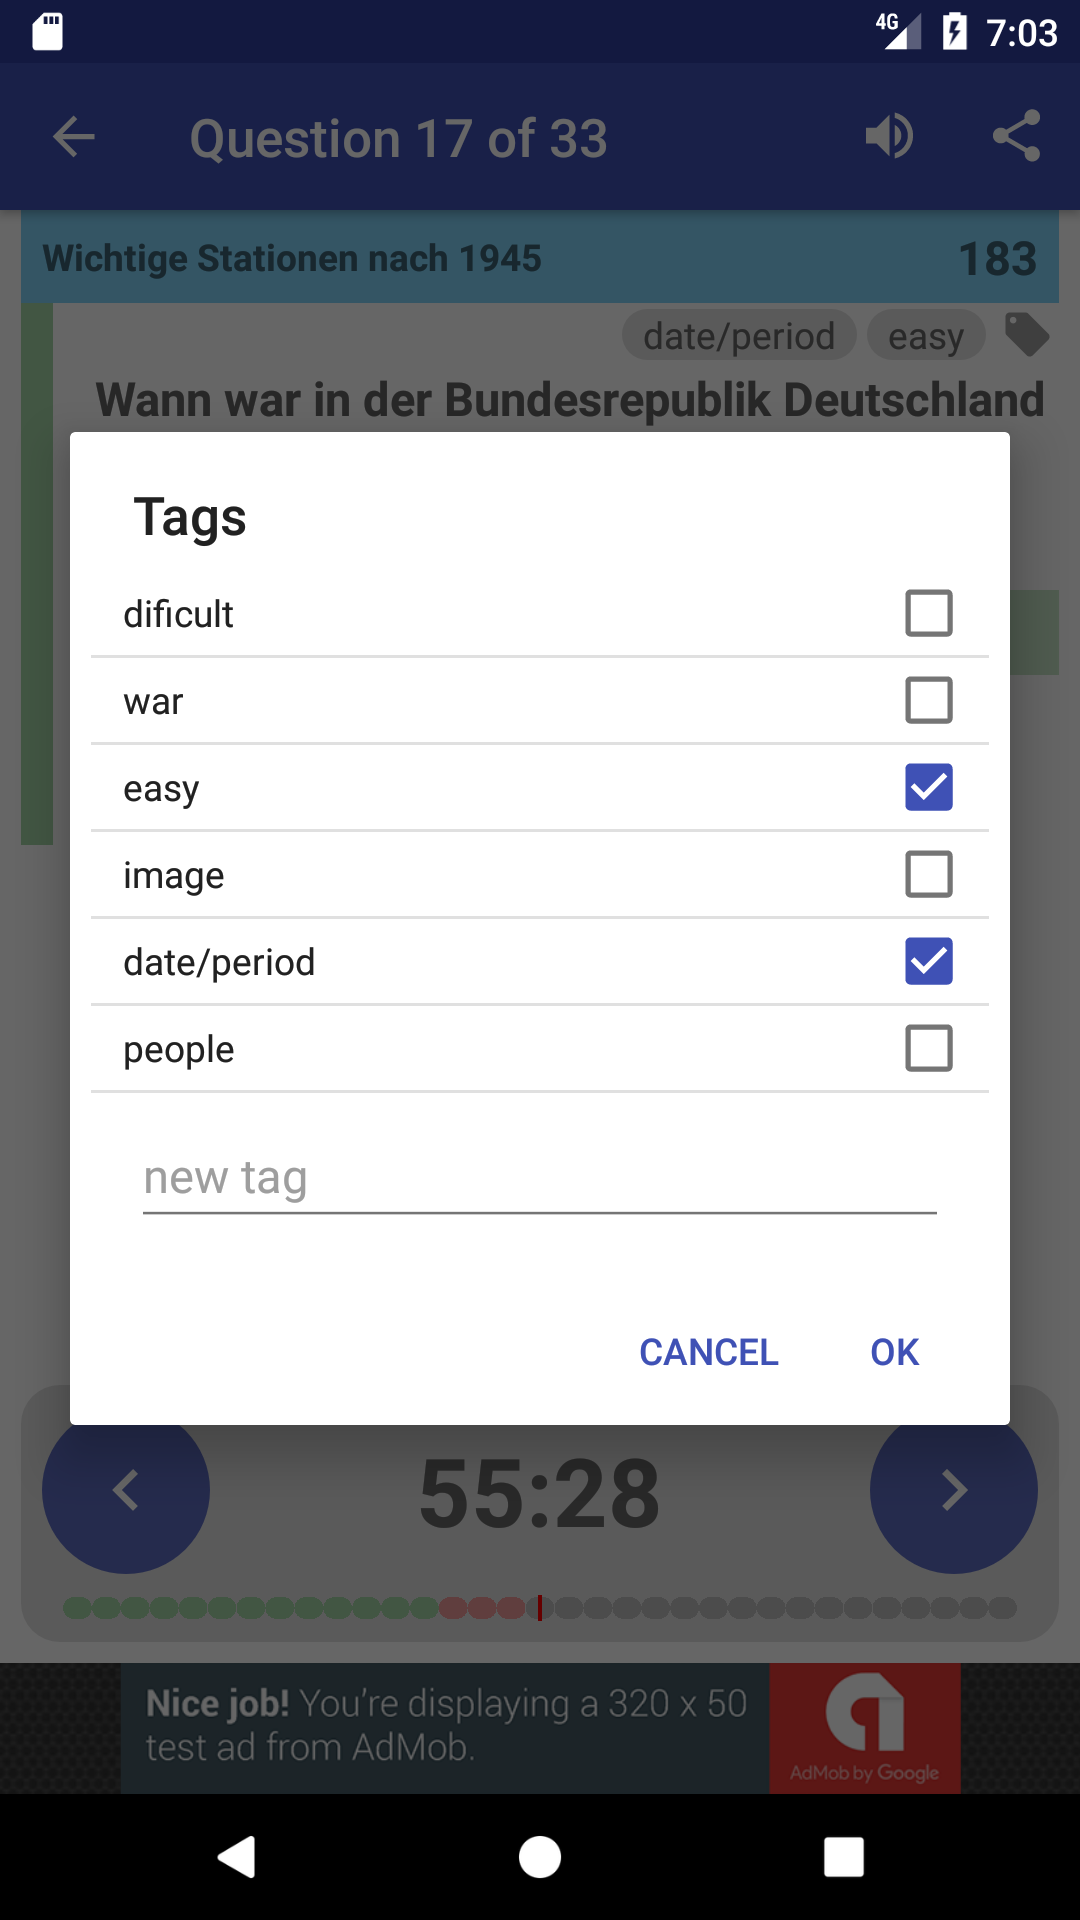 4G 7:03
Question 17 of 33
Wichtige Stationen nach 1945 183
date/period easy
Wann war in der Bundesrepublik Deutschland
Tags
dificult
war
easy
image
date/period
people
new tag
CANCEL OK
55:28
Nice job! You're displaying a 320 x 50
test ad from AdMob.
AdMob by Google